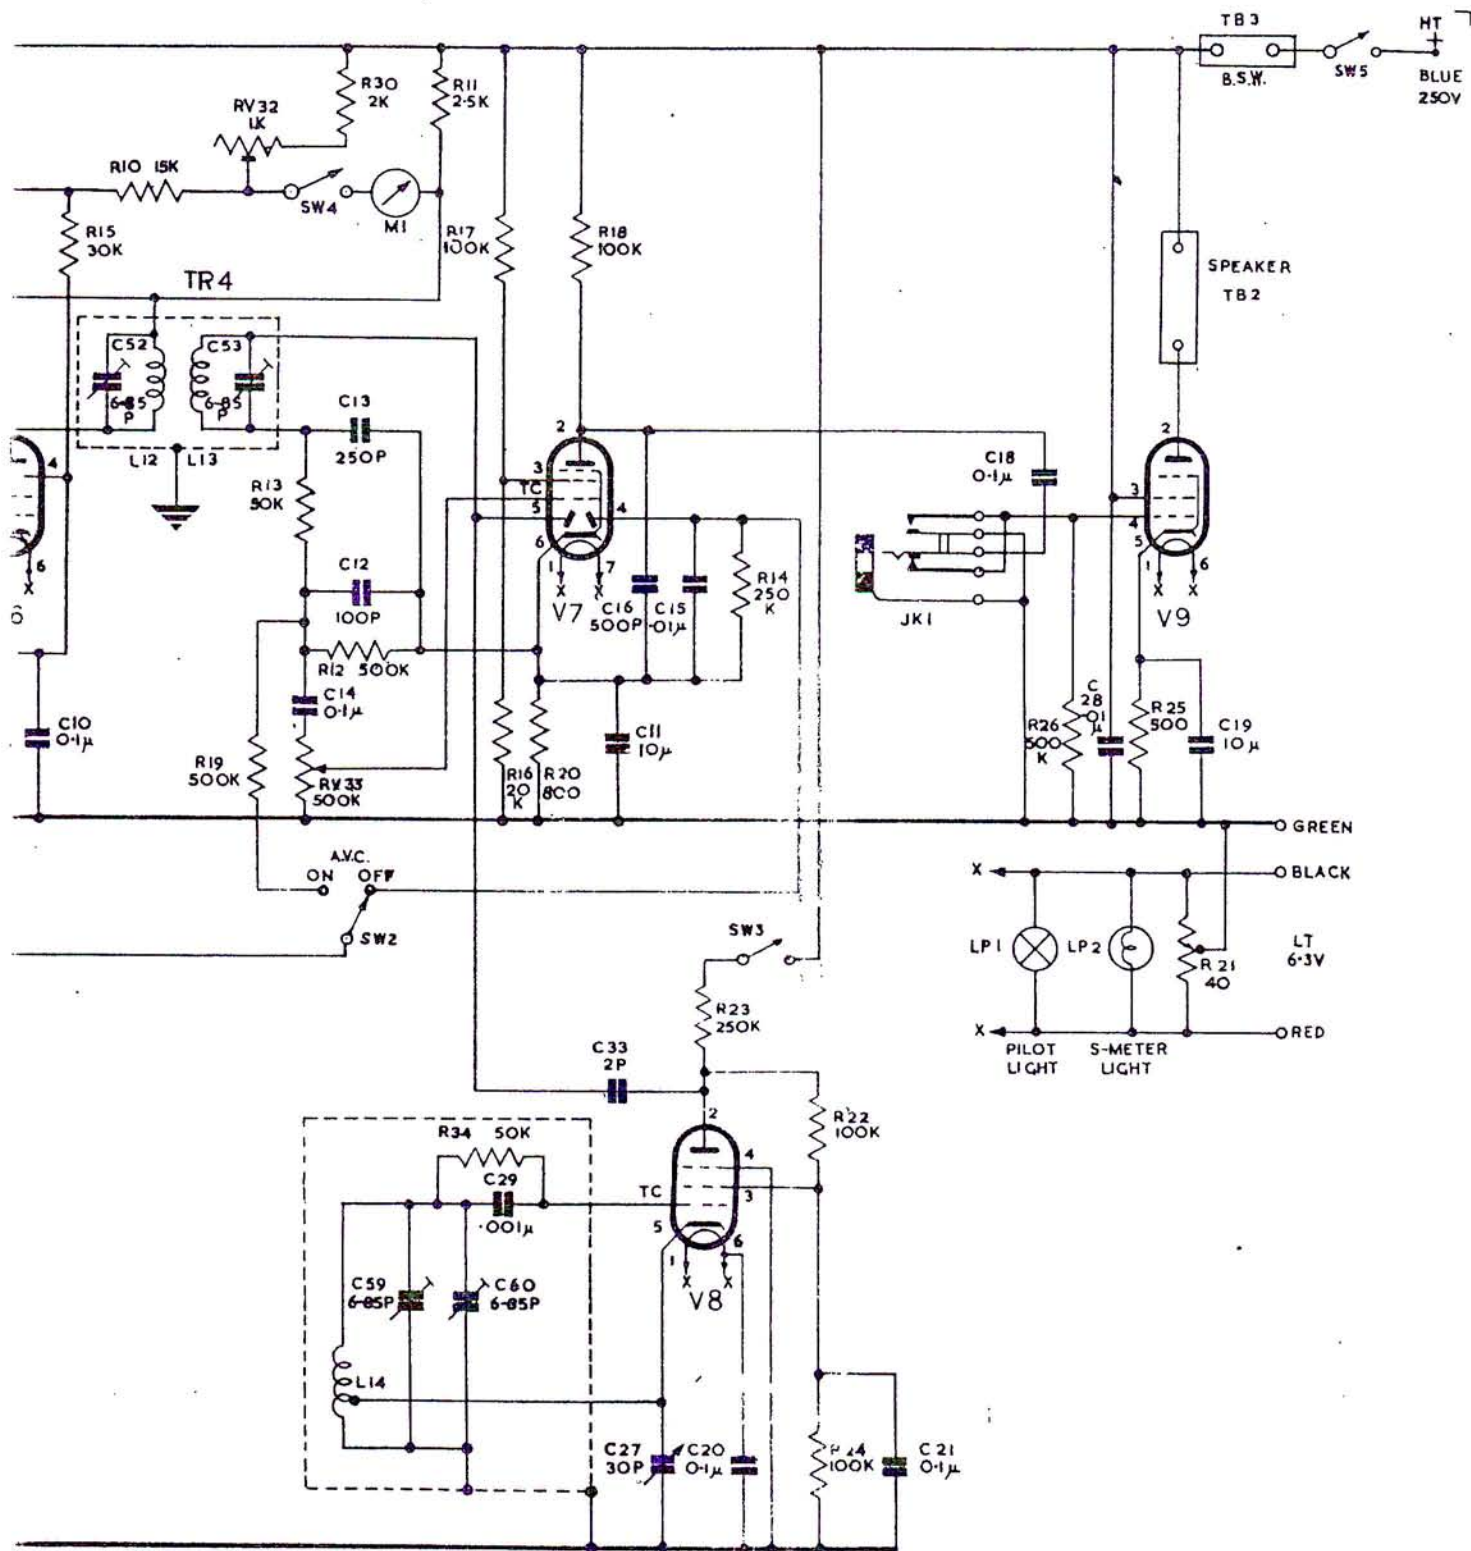 TB3
HT
+
B.S.W.
SW5
BLUE
250V
R30
2K
R11
2·5K
RV32
1K
R10 15K
SW4
M1
R15
30K
R17
100K
R18
100K
TR4
SPEAKER
TB2
C52
6-85
P
C53
6-85
P
C13
250P
L12
L13
4
6
X
R13
50K
2
3
TC
5
4
6
1
7
X
X
V7
C12
100P
R12 500K
C16
500P
C15
·01µ
R14
250
K
C18
0·1µ
JK1
2
3
4
5
1
6
X
X
V9
C10
0·1µ
C14
0·1µ
R19
500K
RV33
500K
R16
20
K
R20
800
C11
10µ
R26
500
K
C
28
R25
500
C19
10µ
GREEN
A.V.C.
ON
OFF
SW2
X
BLACK
SW3
LP1
LP2
R21
40
LT
6·3V
X
RED
PILOT
LIGHT
S-METER
LIGHT
R23
250K
C33
2P
R22
100K
R34 50K
C29
·001µ
2
4
TC
3
5
1
6
X
X
V8
C59
6-85P
C60
6-85P
L14
C27
30P
C20
0·1µ
R24
100K
C21
0·1µ